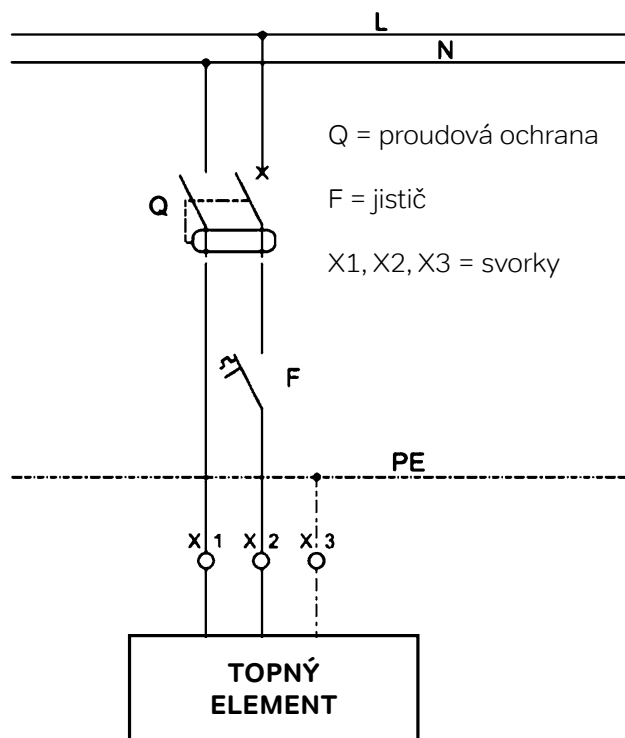 L
N
Q = proudová ochrana
Q
F = jistič
X1, X2, X3 = svorky
F
PE
X 1 X 2 X 3
TOPNÝ
ELEMENT